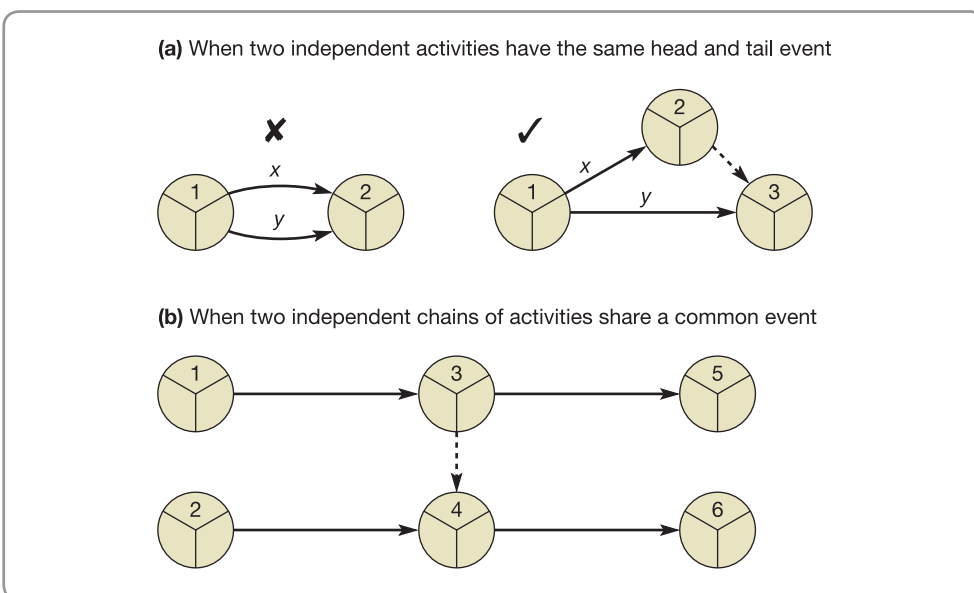 (a) When two independent activities have the same head and tail event
✘ ✓
2
x
x
1 2 1 y 3
y
(b) When two independent chains of activities share a common event
1 3 5
2 4 6